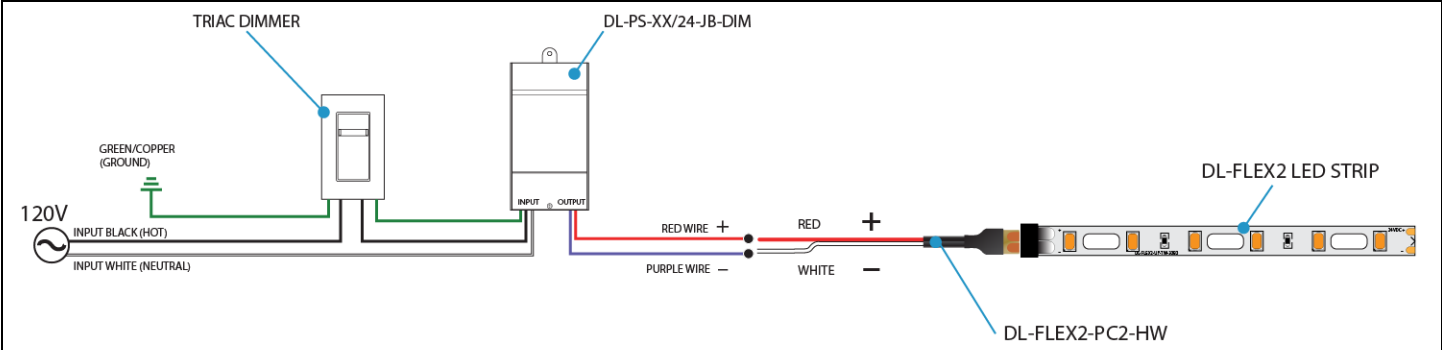 TRIAC DIMMER
DL-PS-XX/24-JB-DIM
GREEN/COPPER
(GROUND)
120V
INPUT BLACK (HOT)
INPUT WHITE (NEUTRAL)
INPUT OUTPUT
RED WIRE +
PURPLE WIRE –
RED +
WHITE –
DL-FLEX2 LED STRIP
24VDC+
DL-FLEX2-PC2-HW